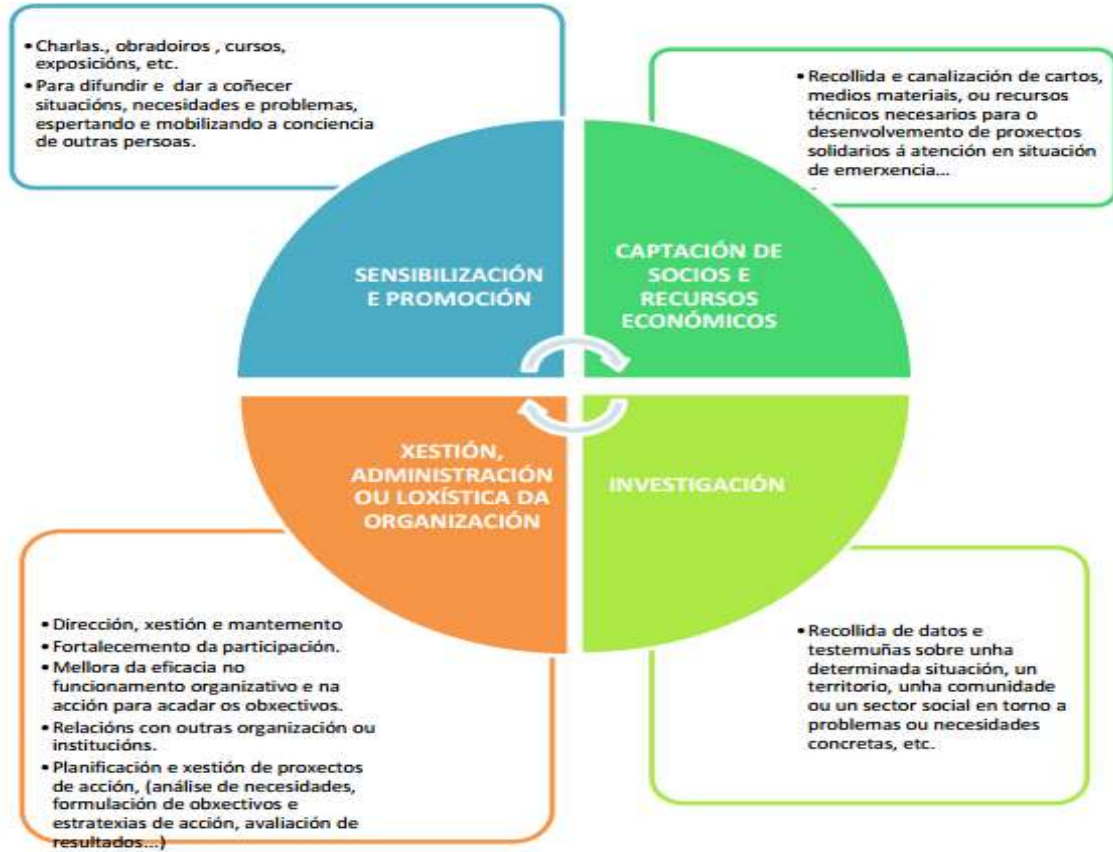 • Charlas., obradoiros , cursos,
exposicións, etc.
• Para difundir e dar a coñecer
situacións, necesidades e problemas,
espertando e mobilizando a conciencia
de outras persoas.
• Recollida e canalización de cartos,
medios materiais, ou recursos
técnicos necesarios para o
desenvolvemento de proxectos
solidarios á atención en situación
de emerxencia...
.
SENSIBILIZACIÓN
E PROMOCIÓN
CAPTACIÓN DE
SOCIOS E
RECURSOS
ECONÓMICOS
XESTIÓN,
ADMINISTRACIÓN
OU LOXÍSTICA DA
ORGANIZACIÓN
INVESTIGACIÓN
• Dirección, xestión e mantemento
• Fortalecemento da participación.
• Mellora da eficacia no
funcionamento organizativo e na
acción para acadar os obxectivos.
• Relacións con outras organización ou
institucións.
• Planificación e xestión de proxectos
de acción, (análise de necesidades,
formulación de obxectivos e
estratexias de acción, avaliación de
resultados...)
• Recollida de datos e
testemuñas sobre unha
determinada situación, un
territorio, unha comunidade
ou un sector social en torno a
problemas ou necesidades
concretas, etc.